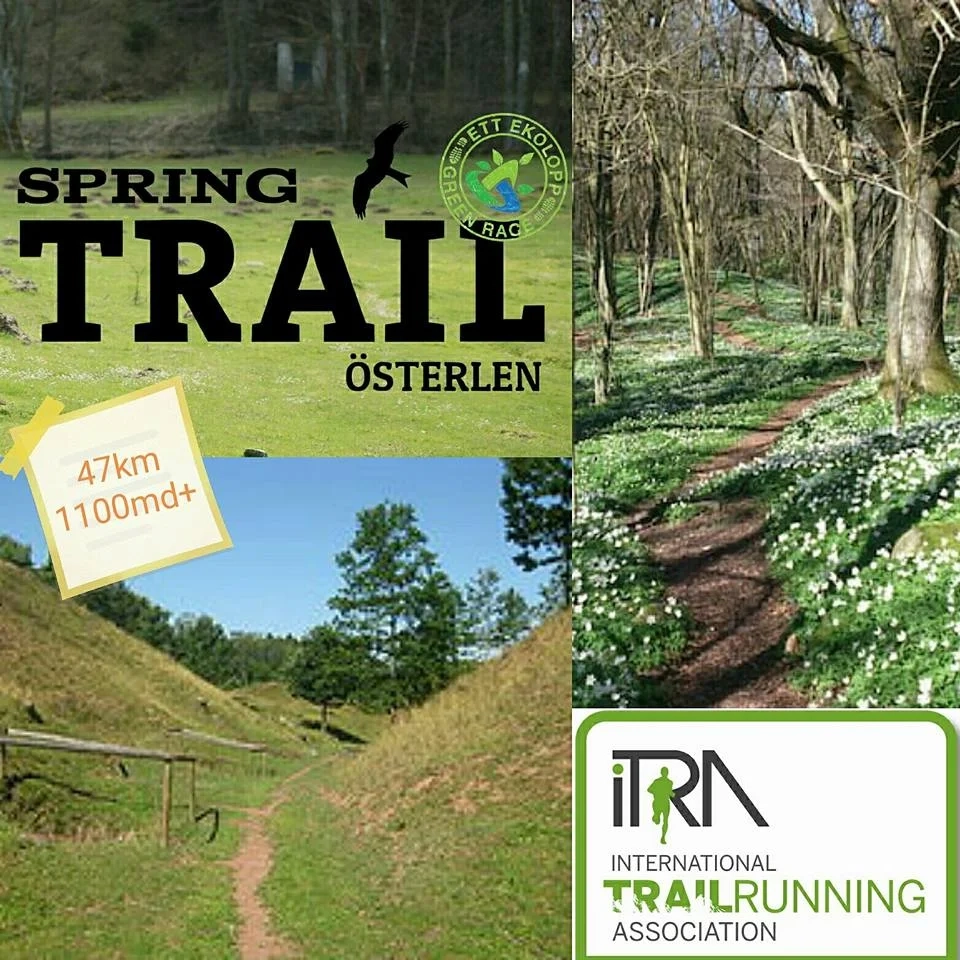 SPRING
TRAIL
ÖSTERLEN
ETT EKOLOPP
GREEN RACE
47km
1100md+
iTRA
INTERNATIONAL
TRAILRUNNING
ASSOCIATION